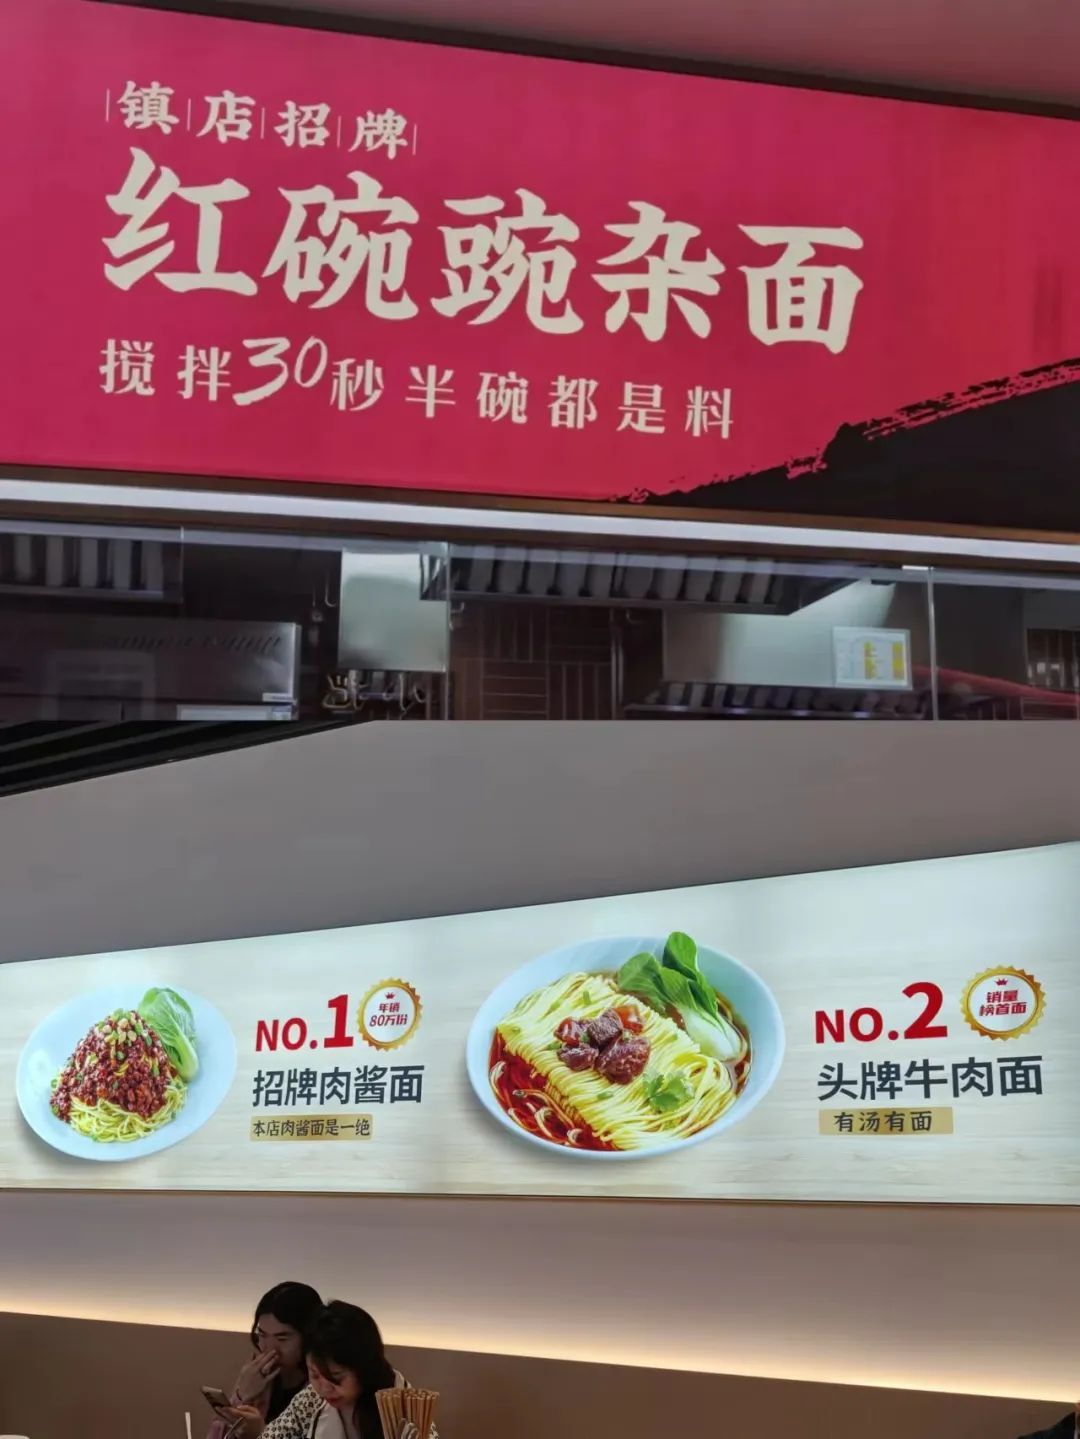 镇店招牌
红碗豌杂面
搅拌30秒半碗都是料
NO.1
年销
80万份
招牌肉酱面
本店肉酱面是一绝
NO.2
销量
榜首面
头牌牛肉面
有汤有面